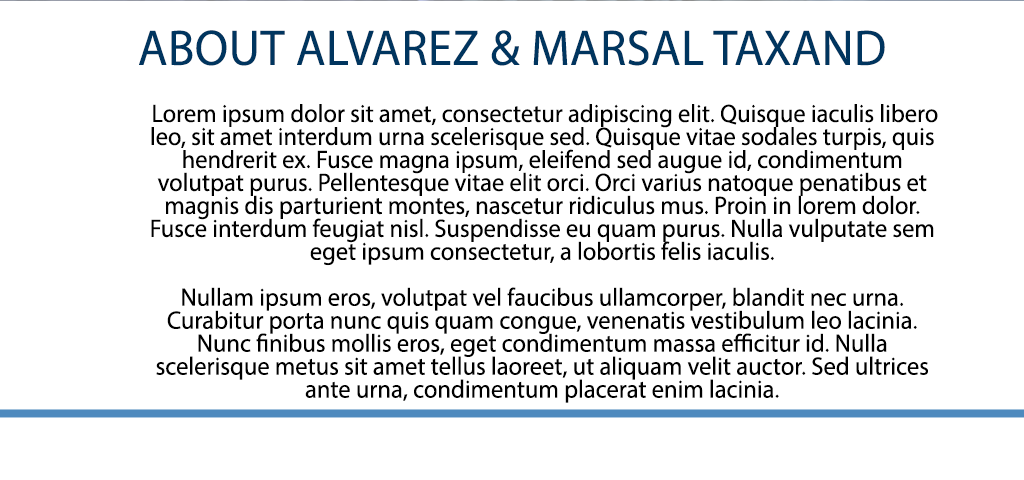 ABOUT ALVAREZ & MARSAL TAXAND
Lorem ipsum dolor sit amet, consectetur adipiscing elit. Quisque iaculis libero
leo, sit amet interdum urna scelerisque sed. Quisque vitae sodales turpis, quis
hendrerit ex. Fusce magna ipsum, eleifend sed augue id, condimentum
volutpat purus. Pellentesque vitae elit orci. Orci varius natoque penatibus et
magnis dis parturient montes, nascetur ridiculus mus. Proin in lorem dolor.
Fusce interdum feugiat nisl. Suspendisse eu quam purus. Nulla vulputate sem
eget ipsum consectetur, a lobortis felis iaculis.
Nullam ipsum eros, volutpat vel faucibus ullamcorper, blandit nec urna.
Curabitur porta nunc quis quam congue, venenatis vestibulum leo lacinia.
Nunc finibus mollis eros, eget condimentum massa efficitur id. Nulla
scelerisque metus sit amet tellus laoreet, ut aliquam velit auctor. Sed ultrices
ante urna, condimentum placerat enim lacinia.